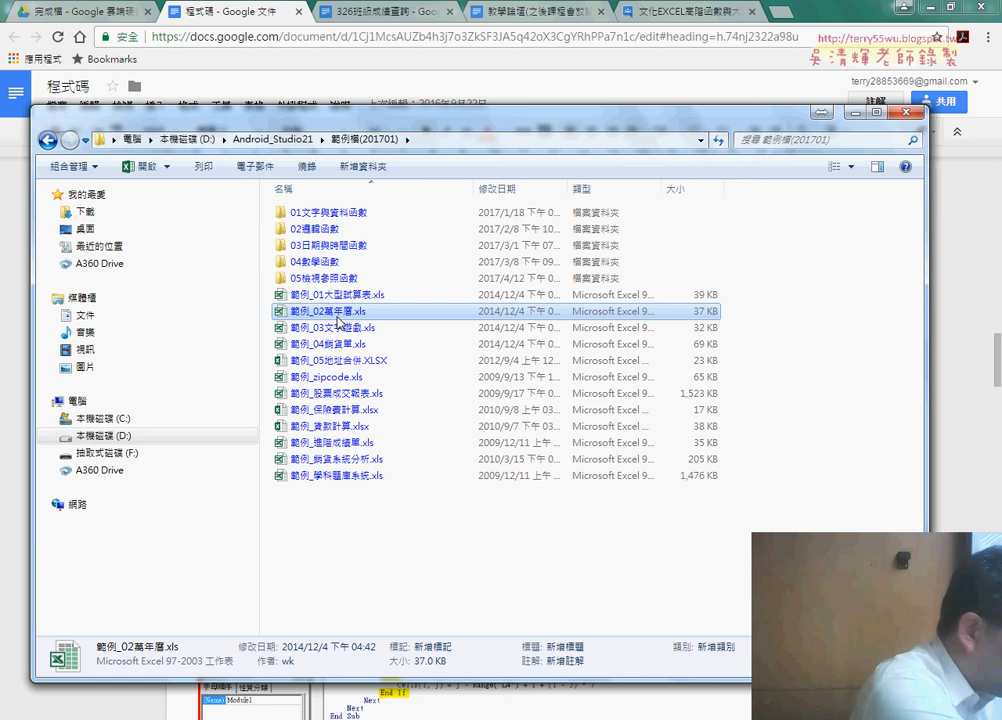 完成檔 - Google 雲端硬
程式碼 - Google 文件
326班級成績查詢 - Goo
教學論壇(之後課程會放
文化EXCEL高階函數與
安全
https://docs.google.com/document/d/1Cj1McsAUZb4h3j7o3ZkSF3JA5q42oX3CgYRhPPa7n1c/edit#heading=h.74nj2322a98u
http://terry55wu.blogspot.tw
吳清輝老師錄製
應用程式
Bookmarks
程式碼
terry28853669@gmail.com
註解
共用
電腦
本機磁碟 (D:)
Android_Studio21
範例檔(201701)
搜尋 範例檔(201701)
組合管理
開啟
列印
電子郵件
燒錄
新增資料夾
名稱
修改日期
類型
大小
我的最愛
下載
桌面
最近的位置
A360 Drive
媒體櫃
文件
音樂
視訊
圖片
電腦
本機磁碟 (C:)
本機磁碟 (D:)
抽取式磁碟 (F:)
A360 Drive
網路
01文字與資料函數 2017/1/18 下午 0... 檔案資料夾
02邏輯函數 2017/2/8 下午 10... 檔案資料夾
03日期與時間函數 2017/3/1 下午 07... 檔案資料夾
04數學函數 2017/3/8 下午 09... 檔案資料夾
05檢視參照函數 2017/4/12 下午 0... 檔案資料夾
範例_01大型試算表.xls 2014/12/4 下午 0... Microsoft Excel 9... 39 KB
範例_02萬年曆.xls 2014/12/4 下午 0... Microsoft Excel 9... 37 KB
範例_03文字遊戲.xls 2014/12/4 下午 0... Microsoft Excel 9... 32 KB
範例_04銷貨單.xls 2014/12/4 下午 0... Microsoft Excel 9... 69 KB
範例_05地址合併.XLSX 2012/9/4 上午 12... Microsoft Excel ... 23 KB
範例_zipcode.xls 2009/9/13 下午 1... Microsoft Excel 9... 65 KB
範例_股票成交報表.xls 2009/9/17 下午 0... Microsoft Excel 9... 1,523 KB
範例_保險費計算.xlsx 2010/9/8 上午 03... Microsoft Excel ... 17 KB
範例_貸款計算.xlsx 2010/9/7 下午 03... Microsoft Excel ... 38 KB
範例_進階成績單.xls 2009/12/11 上午 ... Microsoft Excel 9... 35 KB
範例_銷貨系統分析.xls 2010/3/15 下午 0... Microsoft Excel 9... 205 KB
範例_學科題庫系統.xls 2009/12/11 上午 ... Microsoft Excel 9... 1,476 KB
範例_02萬年曆.xls 修改日期: 2014/12/4 下午 04:42 標記: 新增標記 標題: 新增標題 類別: 新增類別
Microsoft Excel 97-2003 工作表 作者: wk 大小: 37.0 KB 註解: 新增註解
(Name) Module1
End If
Next
Next
End Sub